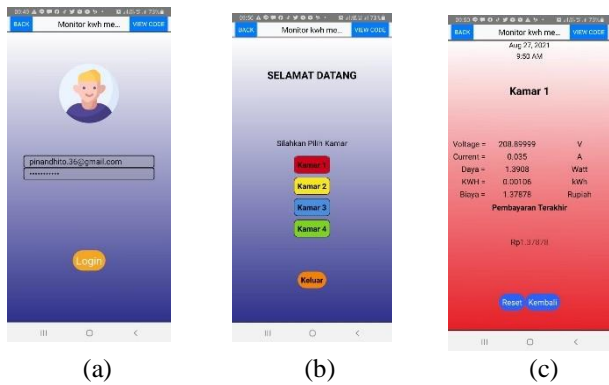 BACK Monitor kwh me... VIEW CODE
pinandhito.36@gmail.com
Login
(a)
BACK Monitor kwh me... VIEW CODE
SELAMAT DATANG
Silahkan Pilih Kamar
Kamar 1
Kamar 2
Kamar 3
Kamar 4
Keluar
(b)
BACK Monitor kwh me... VIEW CODE
Aug 27, 2021
9:50 AM
Kamar 1
Voltage = 208.89999 V
Current = 0.035 A
Daya = 1.3908 Watt
KWH = 0.00106 kWh
Biaya = 1.37878 Rupiah
Pembayaran Terakhir
Rp1.37878
Reset Kembali
(c)